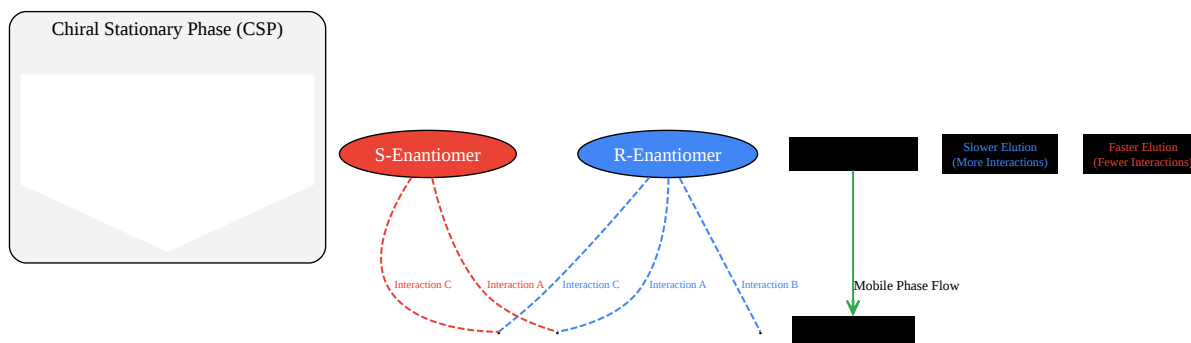 Chiral Stationary Phase (CSP)
S-Enantiomer
R-Enantiomer
Slower Elution
(More Interactions)
Faster Elution
(Fewer Interactions)
Interaction C
Interaction A
Interaction C
Interaction A
Interaction B
Mobile Phase Flow